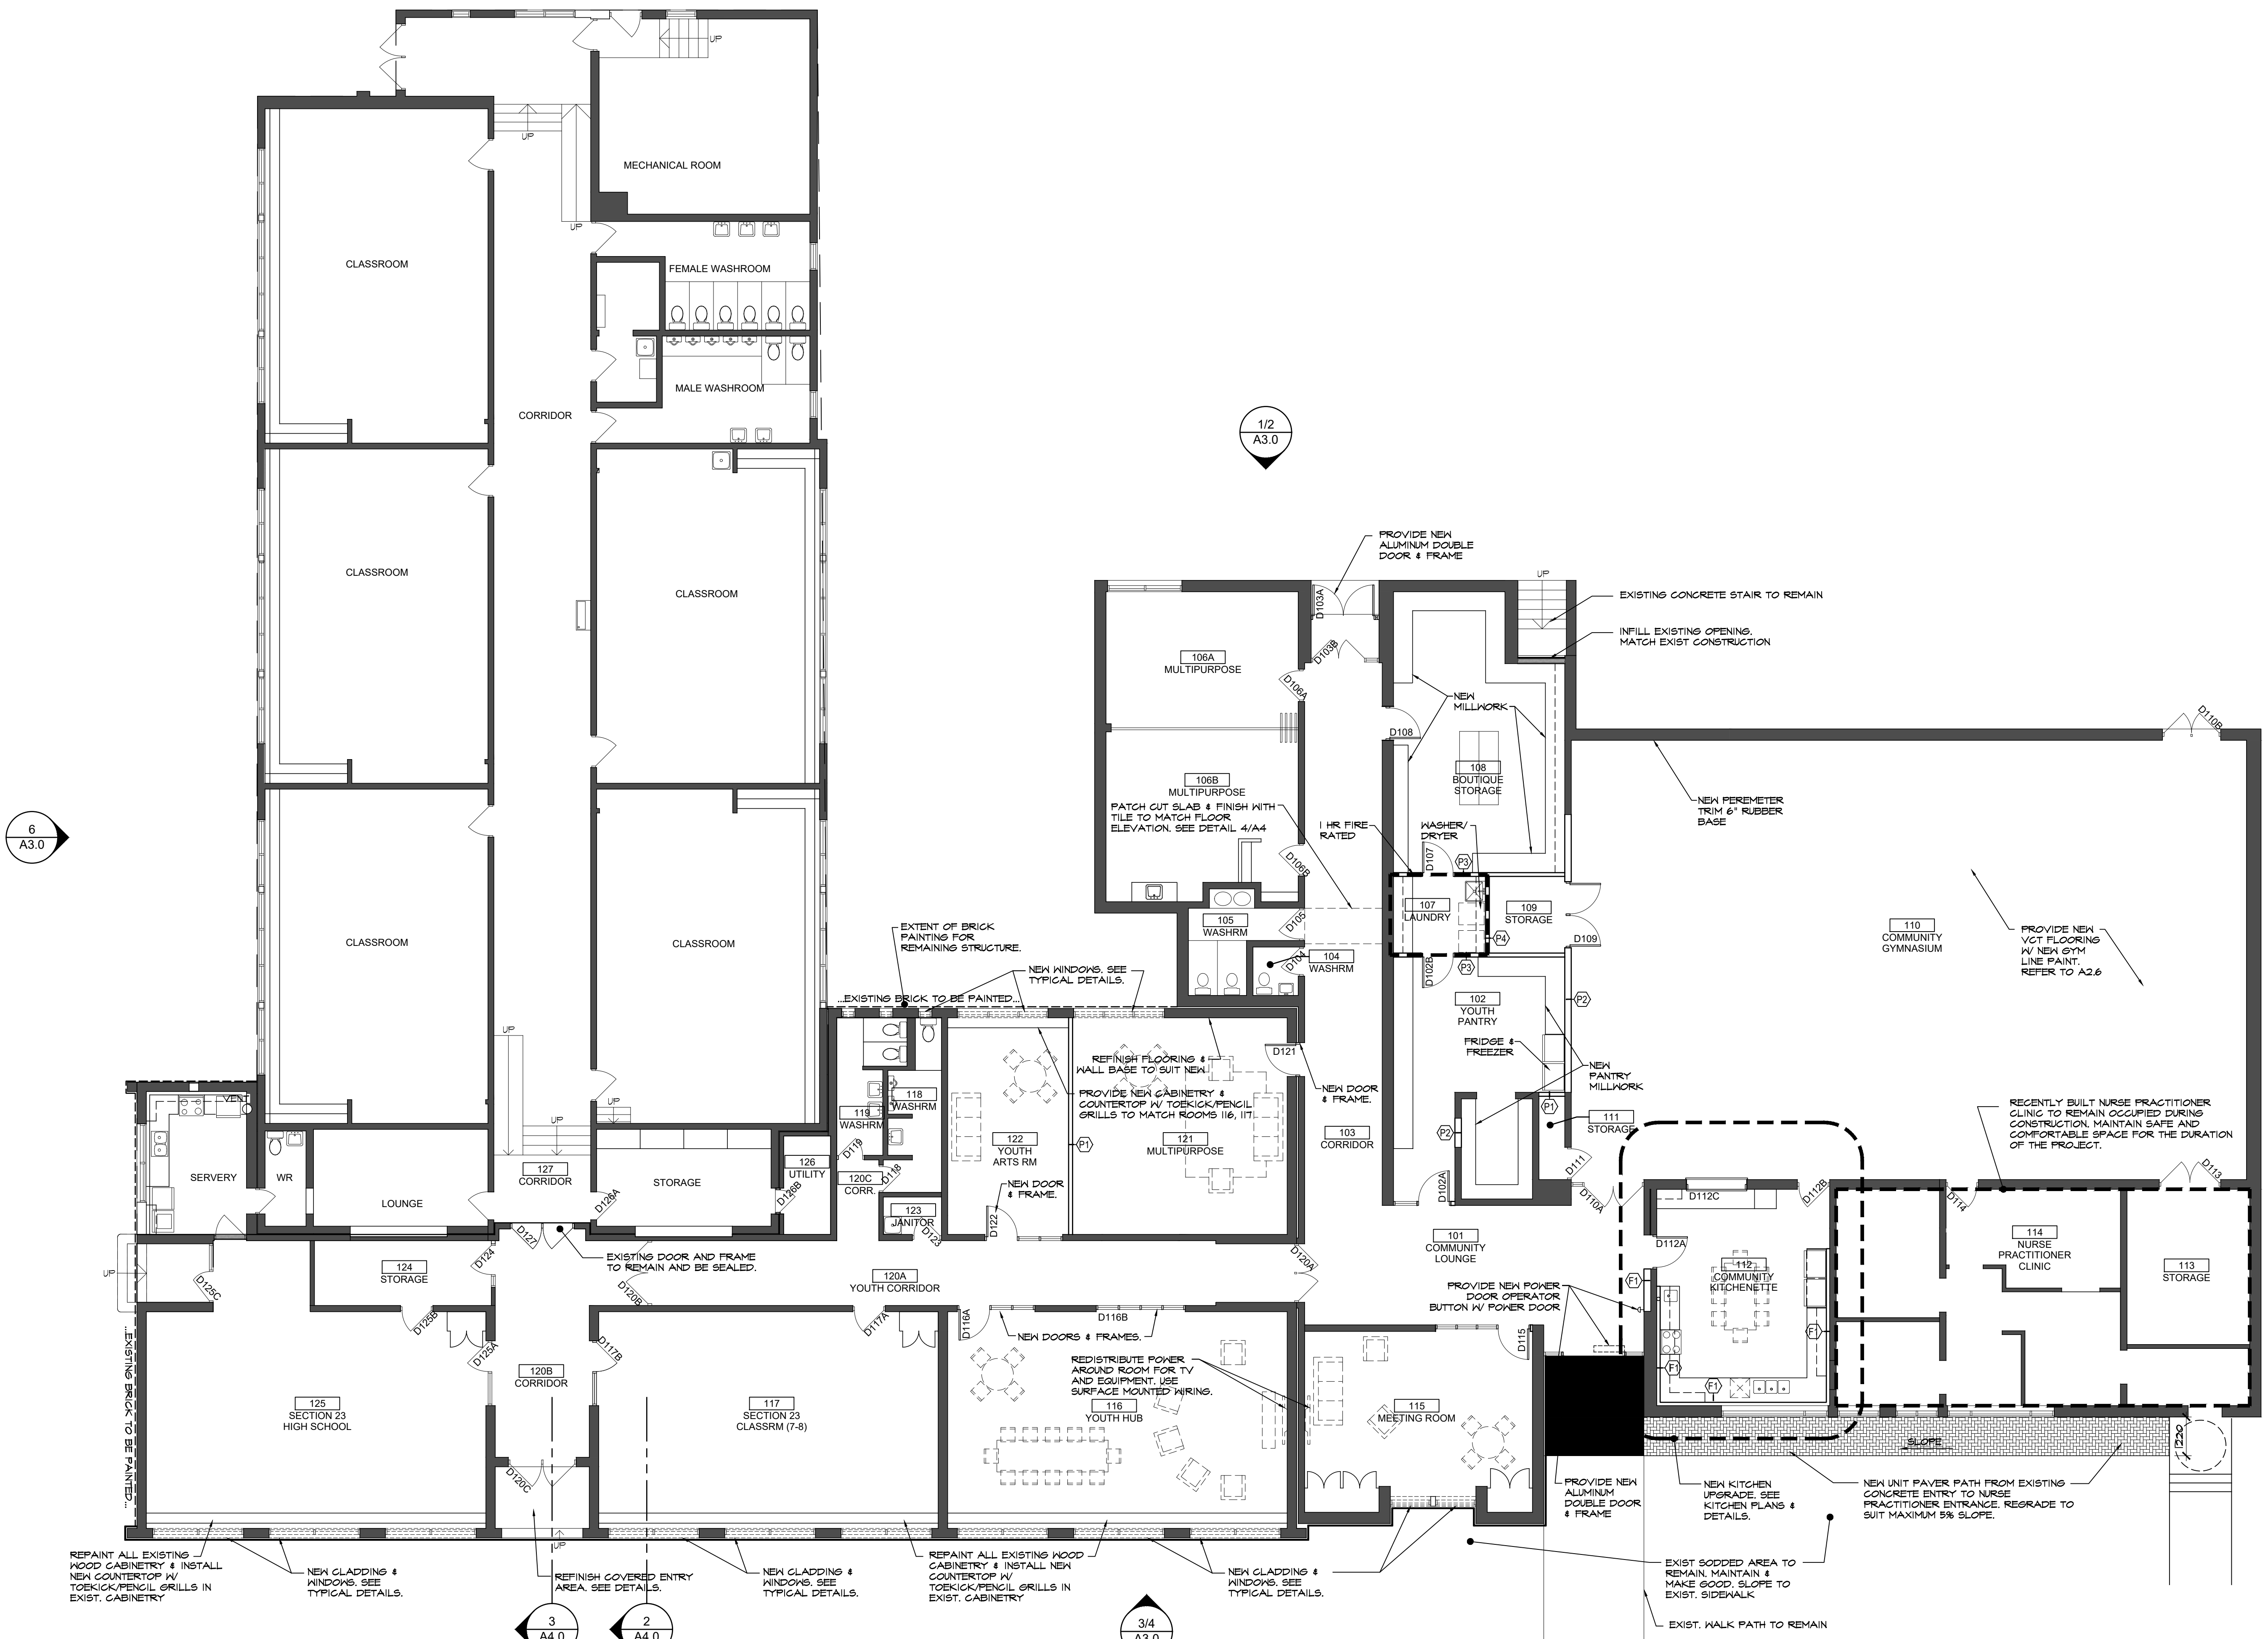 UP
MECHANICAL ROOM
UP
UP
CLASSROOM
FEMALE WASHROOM
MALE WASHROOM
CORRIDOR
1/2
A3.0
PROVIDE NEW
ALUMINUM DOUBLE
DOOR & FRAME
CLASSROOM
CLASSROOM
UP
EXISTING CONCRETE STAIR TO REMAIN
D103A
INFILL EXISTING OPENING.
MATCH EXIST CONSTRUCTION
D103B
106A
MULTIPURPOSE
D106A
NEW
MILLWORK
D108
D110B
108
BOUTIQUE
STORAGE
106B
MULTIPURPOSE
PATCH CUT SLAB & FINISH WITH
TILE TO MATCH FLOOR
ELEVATION. SEE DETAIL 4/A4
NEW PEREMETER
TRIM 6" RUBBER
BASE
6
A3.0
1 HR FIRE
RATED
WASHER/
DRYER
D106B
D107
P3
107
LAUNDRY
109
STORAGE
D105
105
WASHRM
P4
D109
110
COMMUNITY
GYMNASIUM
PROVIDE NEW
VCT FLOORING
W/ NEW GYM
LINE PAINT.
REFER TO A2.6
CLASSROOM
CLASSROOM
EXTENT OF BRICK
PAINTING FOR
REMAINING STRUCTURE.
D104
104
WASHRM
D102B
P3
NEW WINDOWS. SEE
TYPICAL DETAILS.
...EXISTING BRICK TO BE PAINTED...
102
YOUTH
PANTRY
P2
UP
FRIDGE &
FREEZER
D121
REFINISH FLOORING &
WALL BASE TO SUIT NEW
NEW
PANTRY
MILLWORK
NEW DOOR
& FRAME.
PROVIDE NEW CABINETRY &
COUNTERTOP W/ TOEKICK/PENCIL
GRILLS TO MATCH ROOMS 116, 117
VENT
118
WASHRM
119
WASHRM
P1
111
STORAGE
RECENTLY BUILT NURSE PRACTITIONER
CLINIC TO REMAIN OCCUPIED DURING
CONSTRUCTION. MAINTAIN SAFE AND
COMFORTABLE SPACE FOR THE DURATION
OF THE PROJECT.
UP
P2
103
CORRIDOR
122
YOUTH
ARTS RM
P1
121
MULTIPURPOSE
D119
126
UTILITY
D111
SERVERY
WR
127
CORRIDOR
STORAGE
120C
CORR.
D118
D113
LOUNGE
D126A
D126B
NEW DOOR
& FRAME.
D102A
D110A
D112C
D112B
D114
123
JANITOR
D123
D122
D127
101
COMMUNITY
LOUNGE
D112A
114
NURSE
PRACTITIONER
CLINIC
EXISTING DOOR AND FRAME
TO REMAIN AND BE SEALED.
D124
124
STORAGE
UP
D125C
D120A
120A
YOUTH CORRIDOR
D120B
112
COMMUNITY
KITCHENETTE
113
STORAGE
F1
PROVIDE NEW POWER
DOOR OPERATOR
BUTTON W/ POWER DOOR
D125B
D117A
D116A
D116B
NEW DOORS & FRAMES.
D115
F1
D125A
D117B
...EXISTING BRICK TO BE PAINTED...
120B
CORRIDOR
REDISTRIBUTE POWER
AROUND ROOM FOR TV
AND EQUIPMENT. USE
SURFACE MOUNTED WIRING.
F1
F1
125
SECTION 23
HIGH SCHOOL
117
SECTION 23
CLASSRM (7-8)
116
YOUTH HUB
115
MEETING ROOM
SLOPE
1220
D120C
PROVIDE NEW
ALUMINUM
DOUBLE DOOR
& FRAME
NEW KITCHEN
UPGRADE. SEE
KITCHEN PLANS &
DETAILS.
NEW UNIT PAVER PATH FROM EXISTING
CONCRETE ENTRY TO NURSE
PRACTITIONER ENTRANCE. REGRADE TO
SUIT MAXIMUM 5% SLOPE.
UP
REPAINT ALL EXISTING
WOOD CABINETRY & INSTALL
NEW COUNTERTOP W/
TOEKICK/PENCIL GRILLS IN
EXIST. CABINETRY
NEW CLADDING &
WINDOWS. SEE
TYPICAL DETAILS.
REFINISH COVERED ENTRY
AREA. SEE DETAILS.
NEW CLADDING &
WINDOWS. SEE
TYPICAL DETAILS.
REPAINT ALL EXISTING WOOD
CABINETRY & INSTALL NEW
COUNTERTOP W/
TOEKICK/PENCIL GRILLS IN
EXIST. CABINETRY
NEW CLADDING &
WINDOWS. SEE
TYPICAL DETAILS.
EXIST SODDED AREA TO
REMAIN. MAINTAIN &
MAKE GOOD. SLOPE TO
EXIST. SIDEWALK
EXIST. WALK PATH TO REMAIN
3
A4.0
2
A4.0
3/4
A3.0